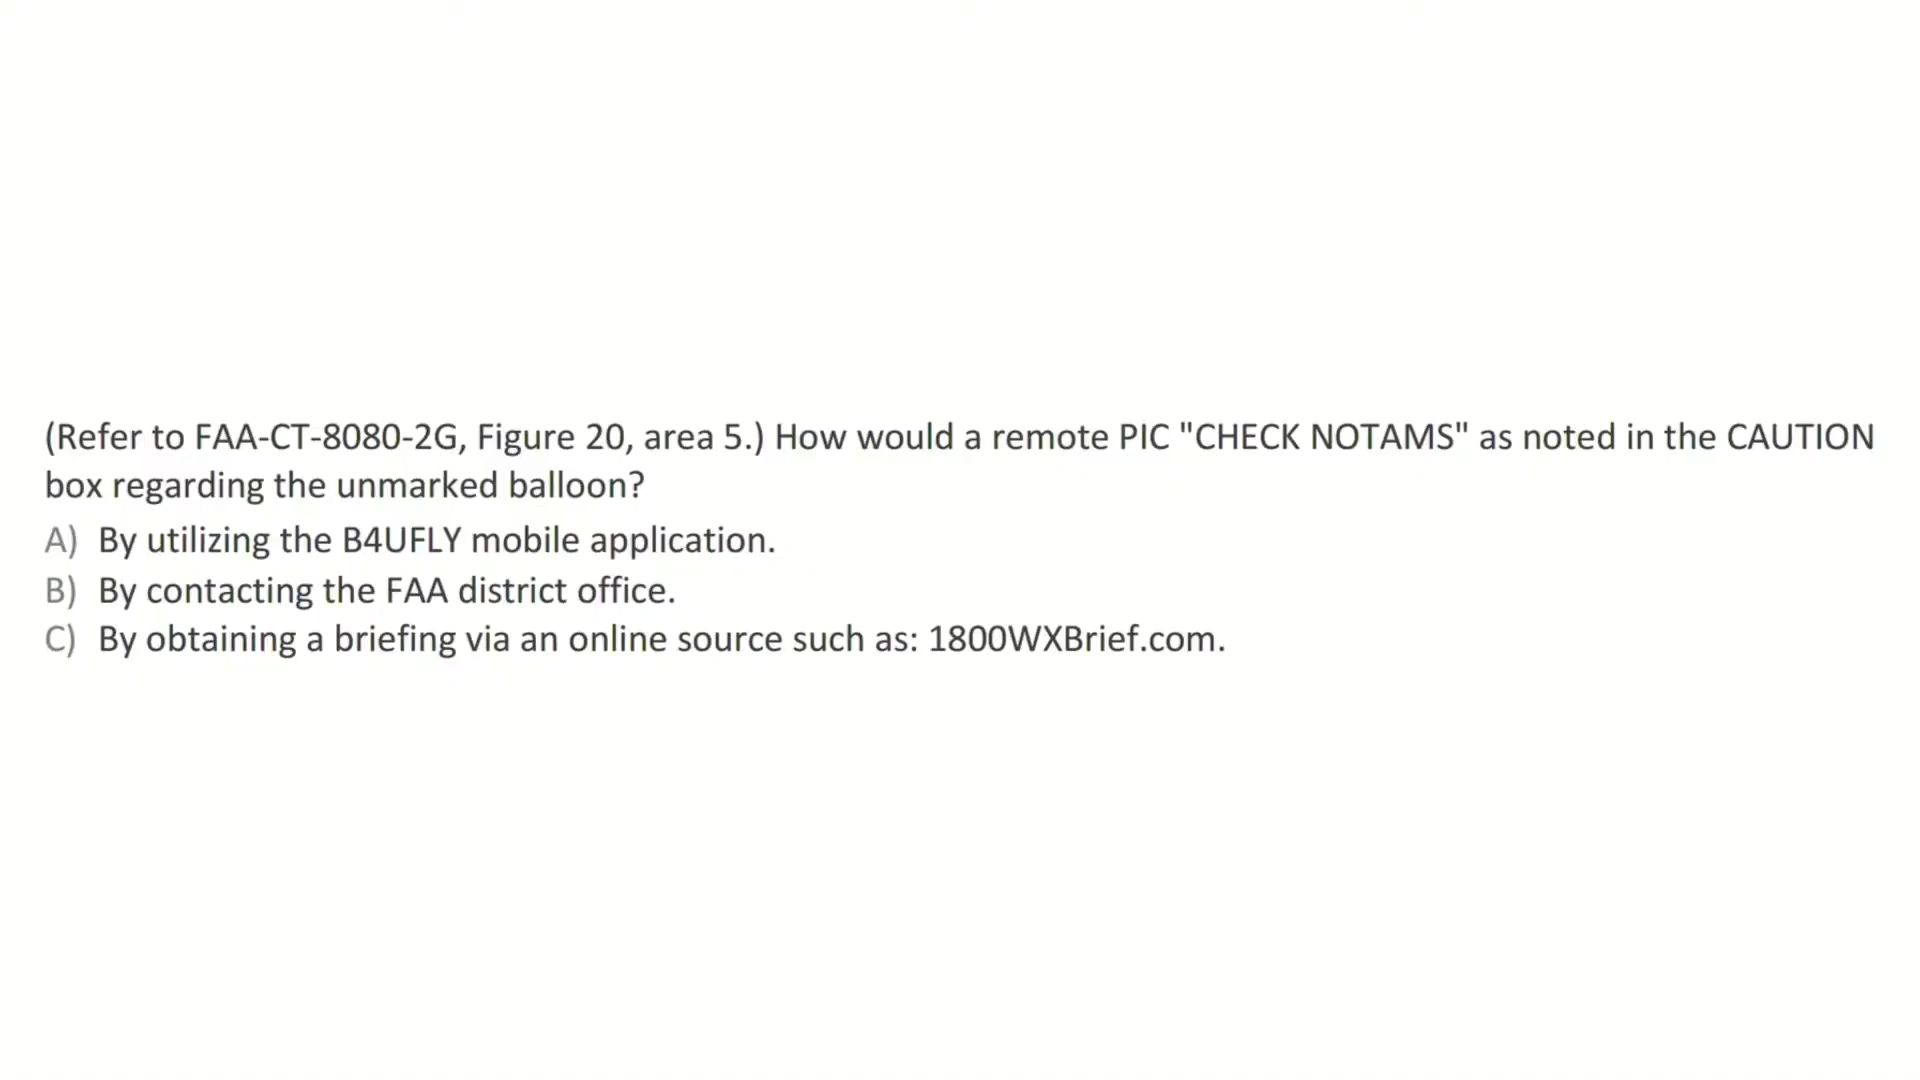 (Refer to FAA-CT-8080-2G, Figure 20, area 5.) How would a remote PIC "CHECK NOTAMS" as noted in the CAUTION
box regarding the unmarked balloon?
A) By utilizing the B4UFLY mobile application.
B) By contacting the FAA district office.
C) By obtaining a briefing via an online source such as: 1800WXBrief.com.